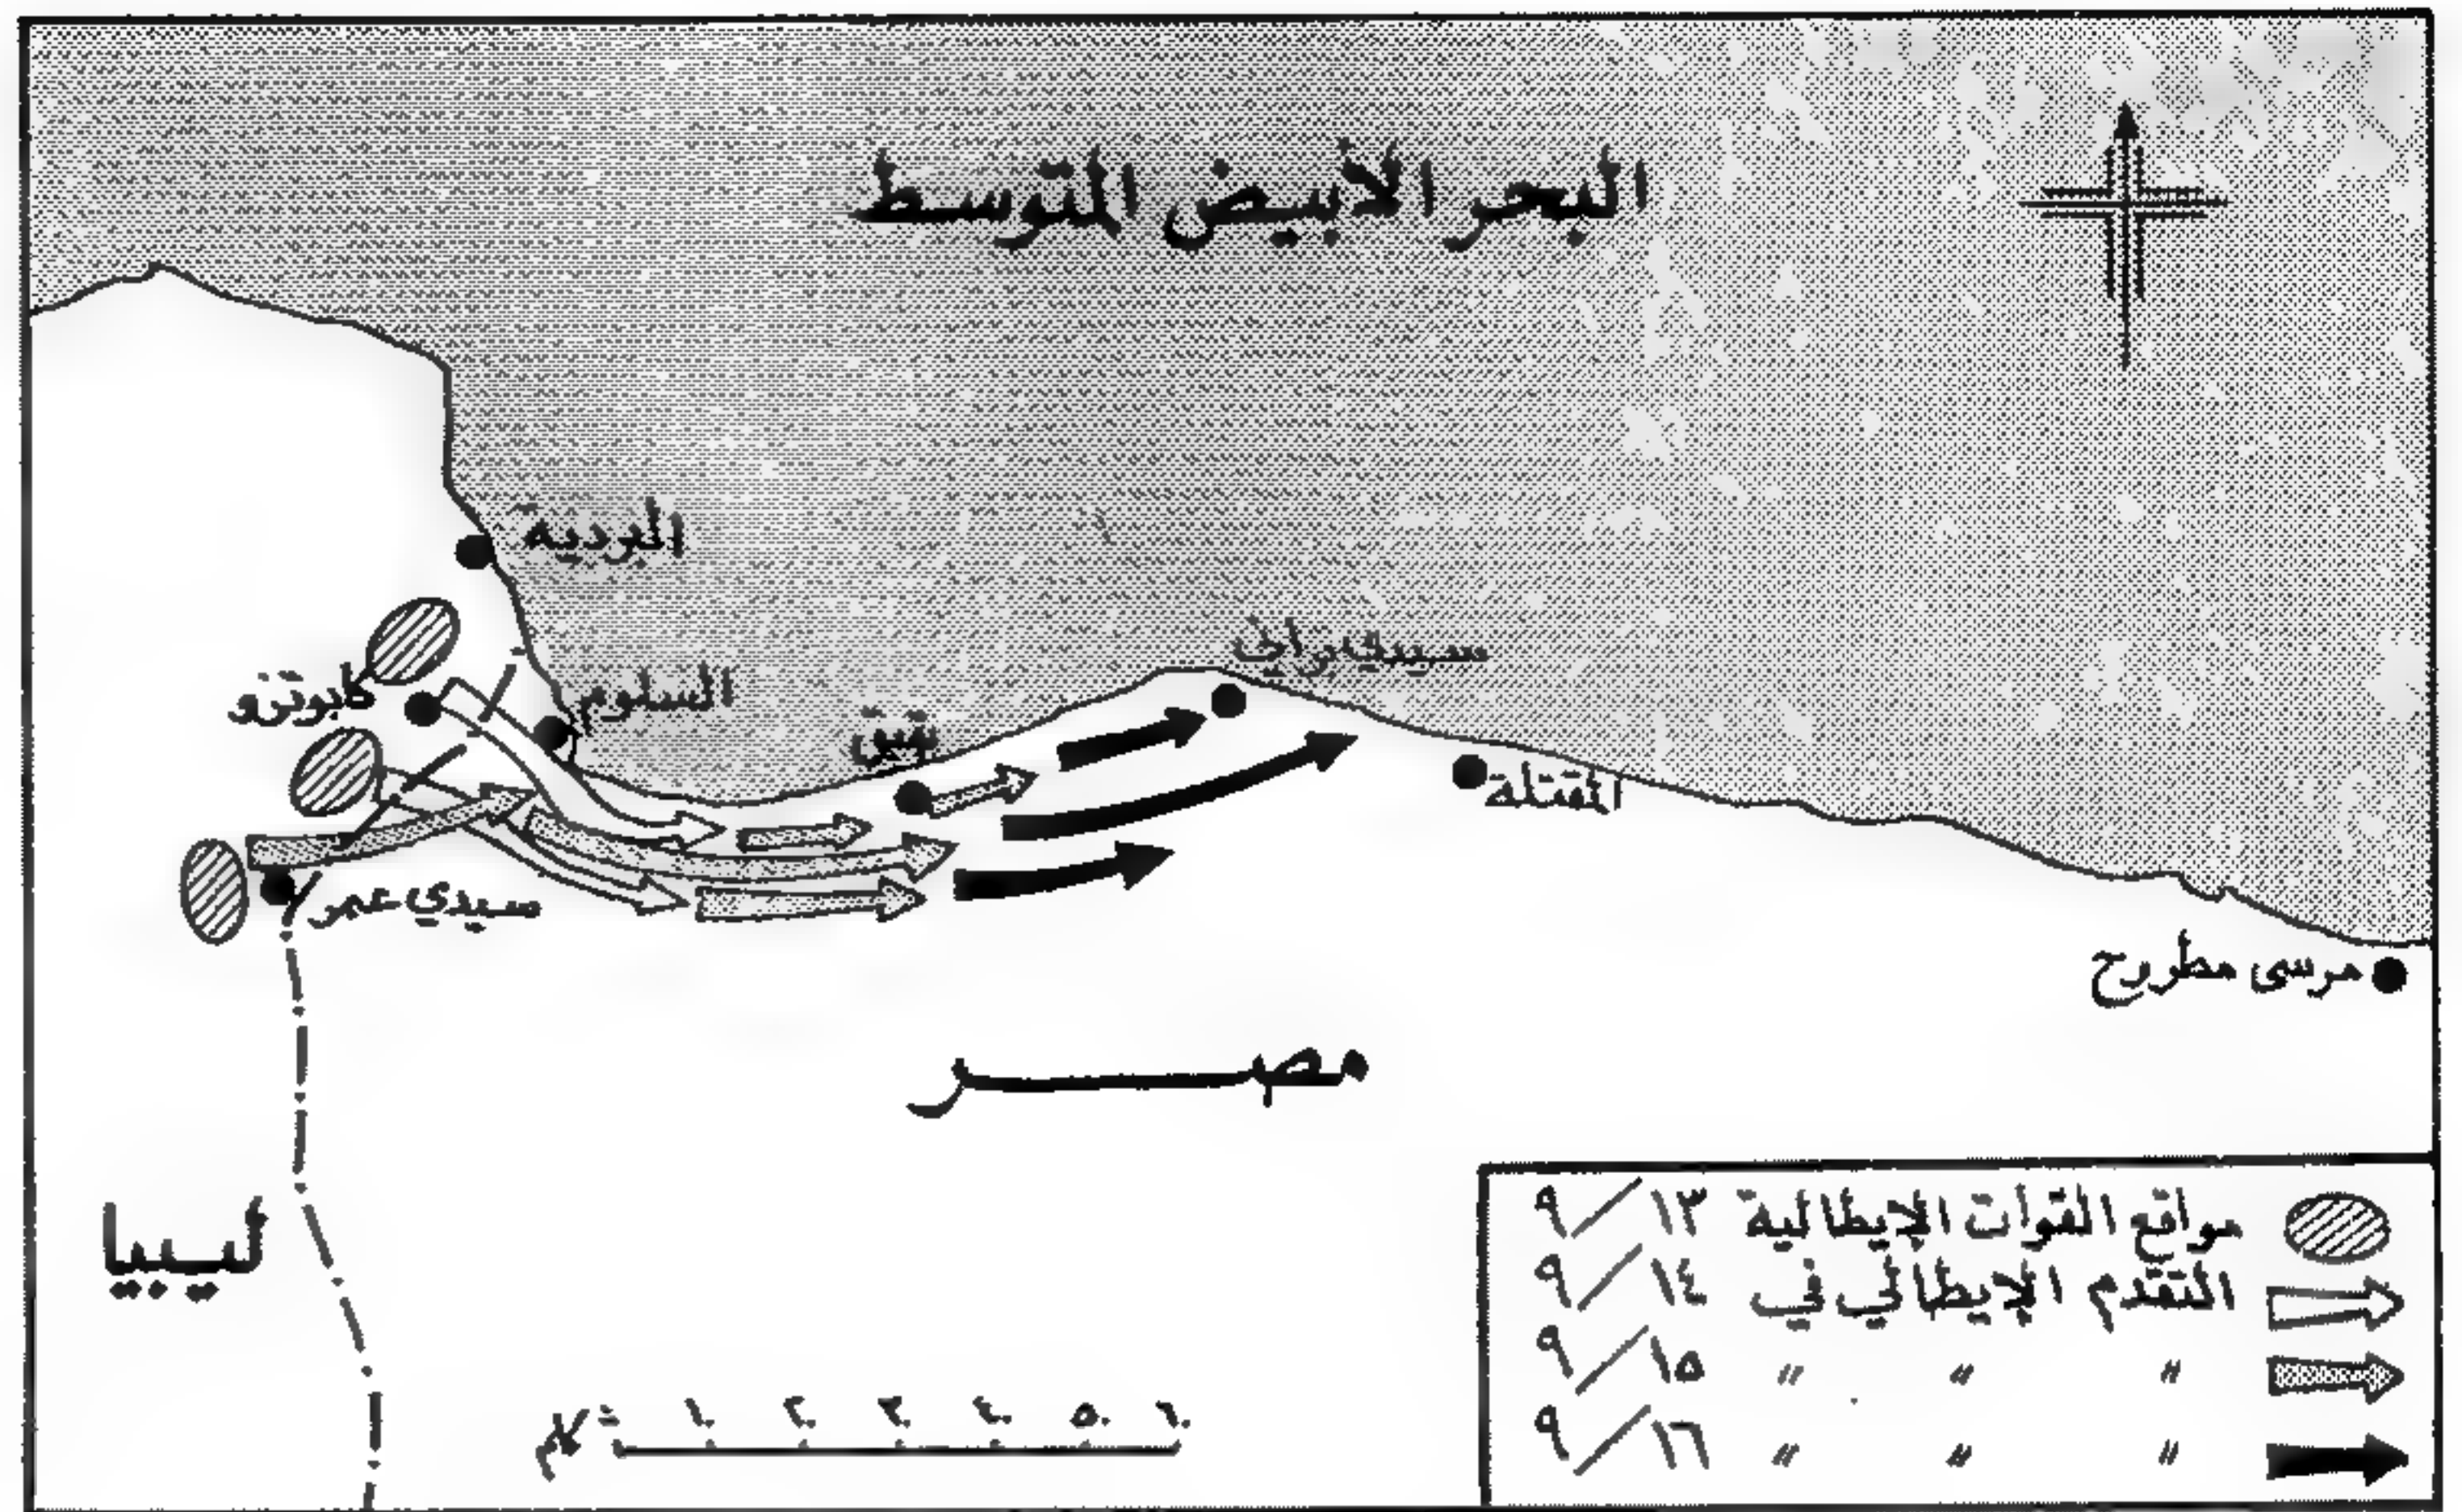 البحر الأبيض المتوسط
البردية
كابوتزو
السلوم
سيدي براني
بقبق
المقتلة
سيدي عمر
مرسى مطروح
مصر
ليبيا
مواقع القوات الإيطالية ١٣/٩
التقدم الإيطالي في ١٤/٩
〃 〃 〃 ١٥/٩
〃 〃 〃 ١٦/٩
كلم ٠ ١٠ ٢٠ ٣٠ ٤٠ ٥٠ ٦٠